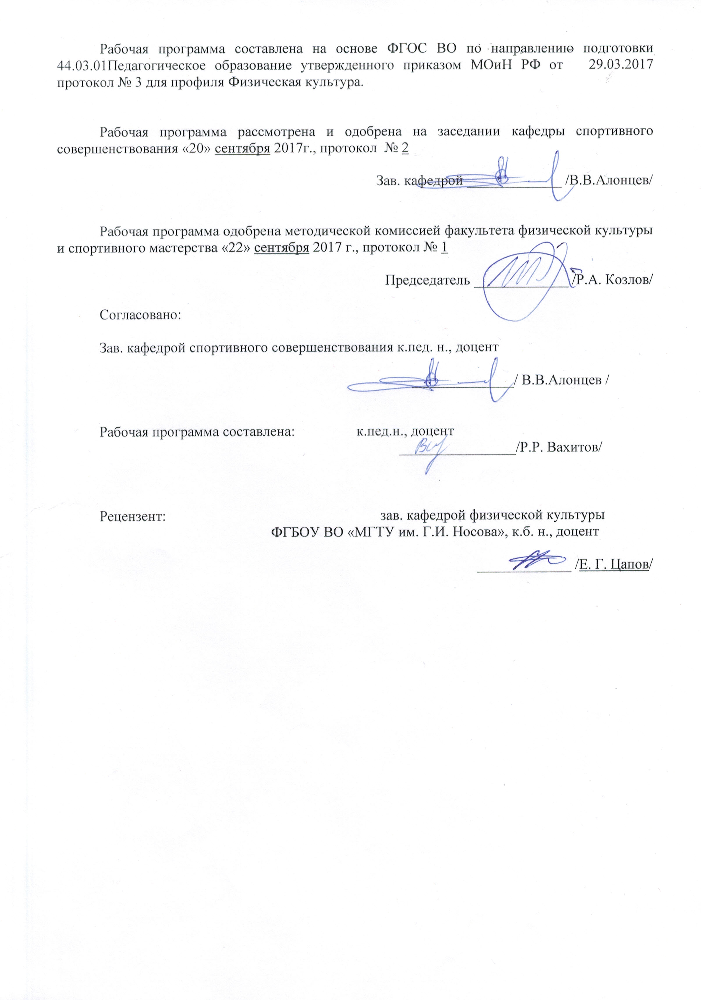 Рабочая программа составлена на основе ФГОС ВО по направлению подготовки
44.03.01Педагогическое образование утвержденного приказом МОиН РФ от 29.03.2017
протокол № 3 для профиля Физическая культура.
Рабочая программа рассмотрена и одобрена на заседании кафедры спортивного
совершенствования «20» сентября 2017г., протокол № 2
Зав. кафедрой ______________ /В.В.Алонцев/
Рабочая программа одобрена методической комиссией факультета физической культуры
и спортивного мастерства «22» сентября 2017 г., протокол № 1
Председатель ______________ /Р.А. Козлов/
Согласовано:
Зав. кафедрой спортивного совершенствования к.пед. н., доцент
______________/ В.В.Алонцев /
Рабочая программа составлена: к.пед.н., доцент
________________/Р.Р. Вахитов/
Рецензент: зав. кафедрой физической культуры
ФГБОУ ВО «МГТУ им. Г.И. Носова», к.б. н., доцент
______________ /Е. Г. Цапов/